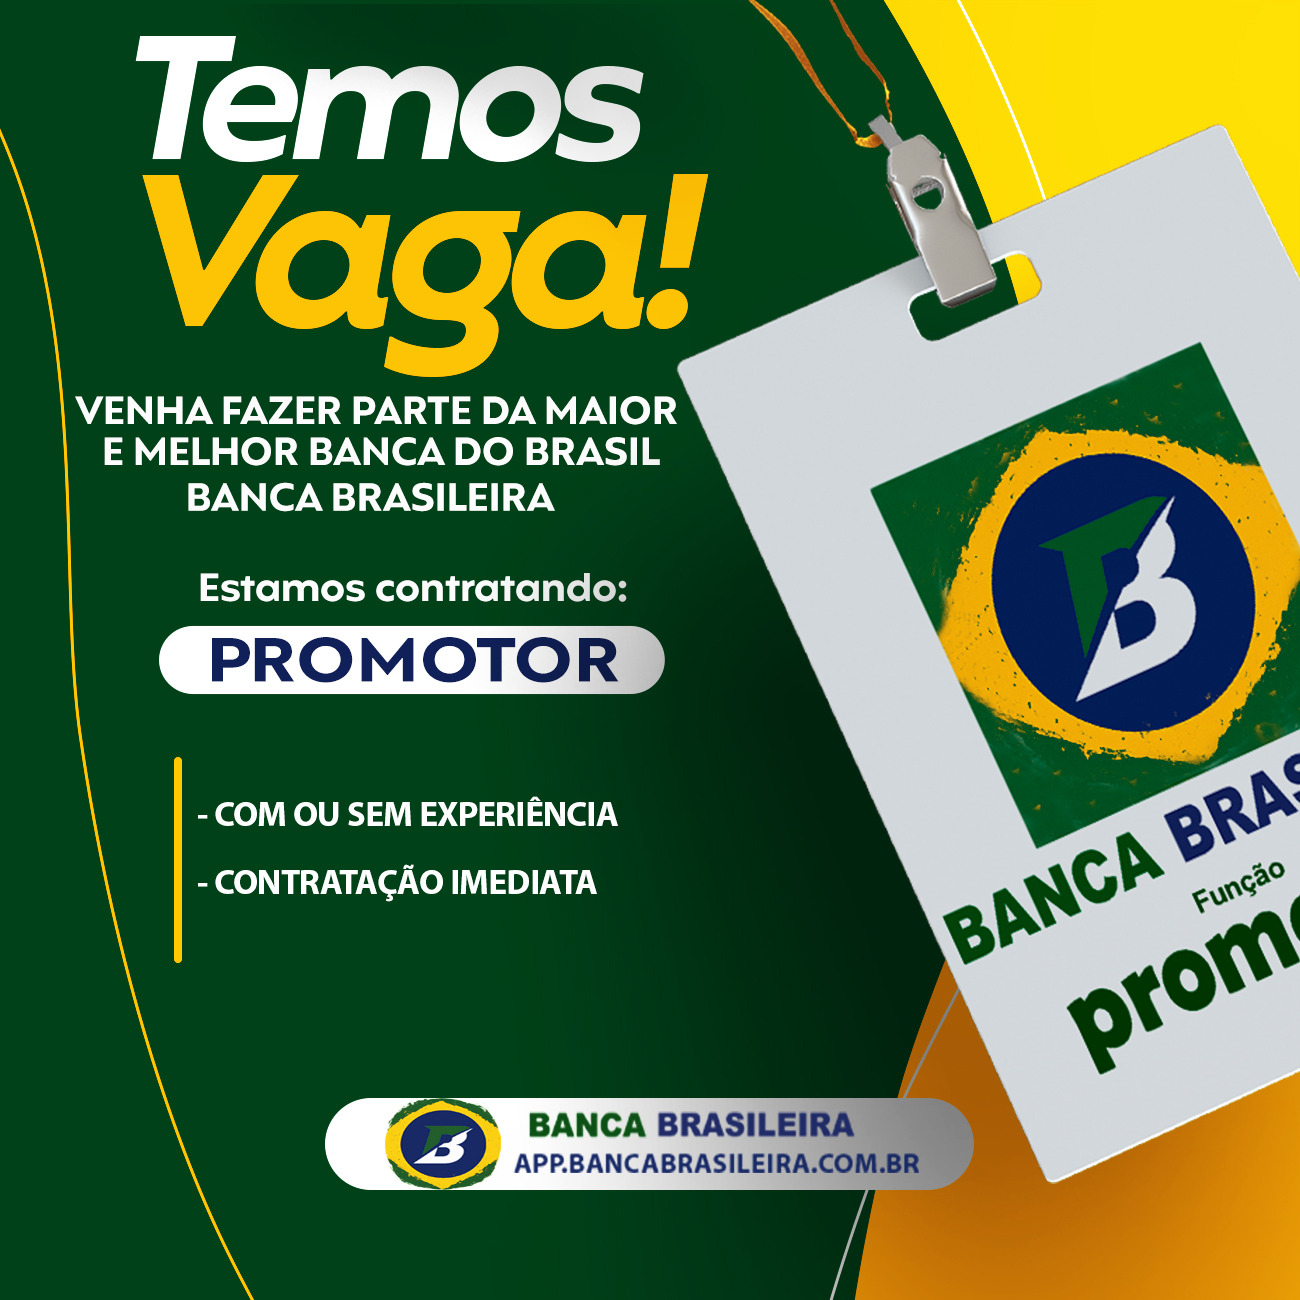 Temos
Vaga!
VENHA FAZER PARTE DA MAIOR
E MELHOR BANCA DO BRASIL
BANCA BRASILEIRA
Estamos contratando:
PROMOTOR
- COM OU SEM EXPERIÊNCIA
- CONTRATAÇÃO IMEDIATA
B
BANCA BRAS
Função
promo
B
BANCA BRASILEIRA
APP.BANCABRASILEIRA.COM.BR